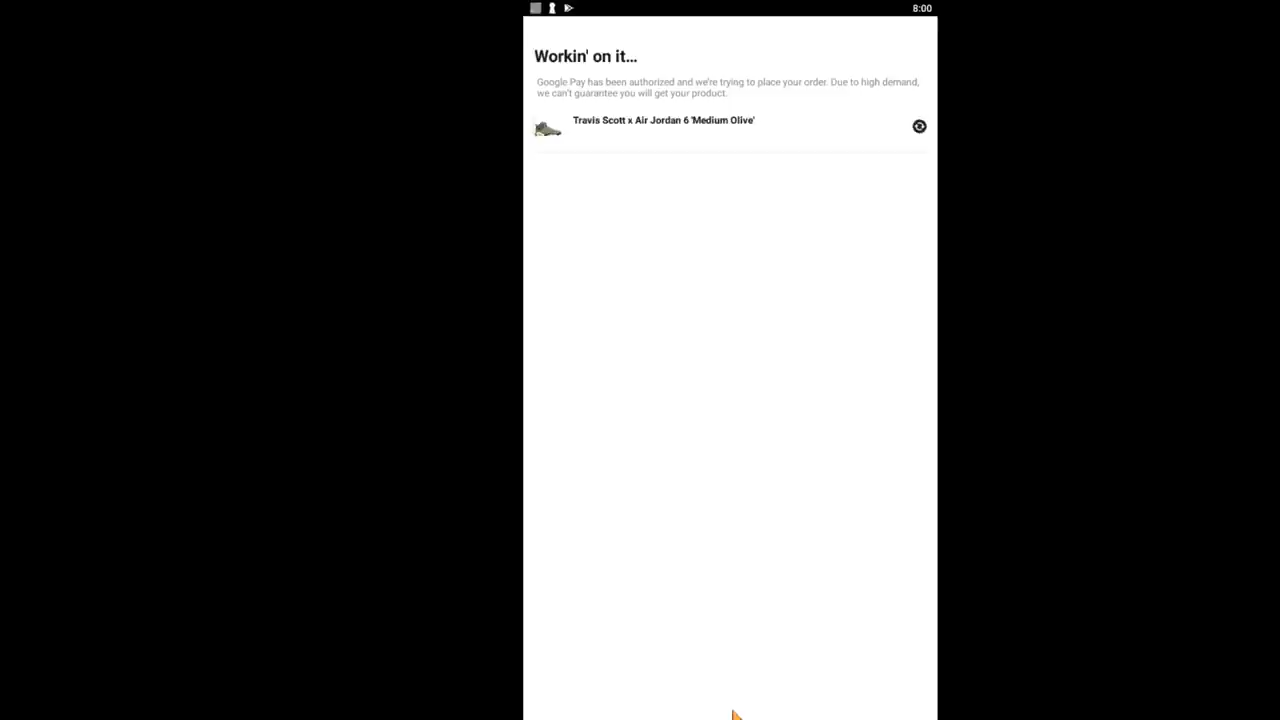 8:00
Workin' on it...
Google Pay has been authorized and we're trying to place your order. Due to high demand,
we can't guarantee you will get your product.
Travis Scott x Air Jordan 6 'Medium Olive'